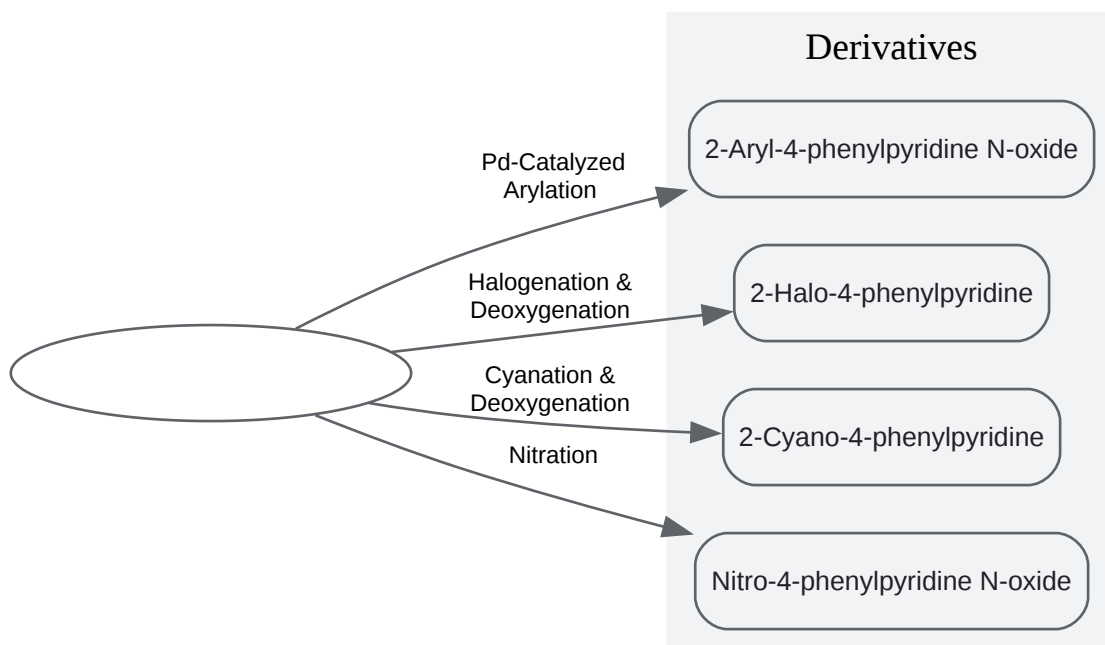 Derivatives
Pd-Catalyzed
Arylation
2-Aryl-4-phenylpyridine N-oxide
Halogenation &
Deoxygenation
2-Halo-4-phenylpyridine
Cyanation &
Deoxygenation
2-Cyano-4-phenylpyridine
Nitration
Nitro-4-phenylpyridine N-oxide